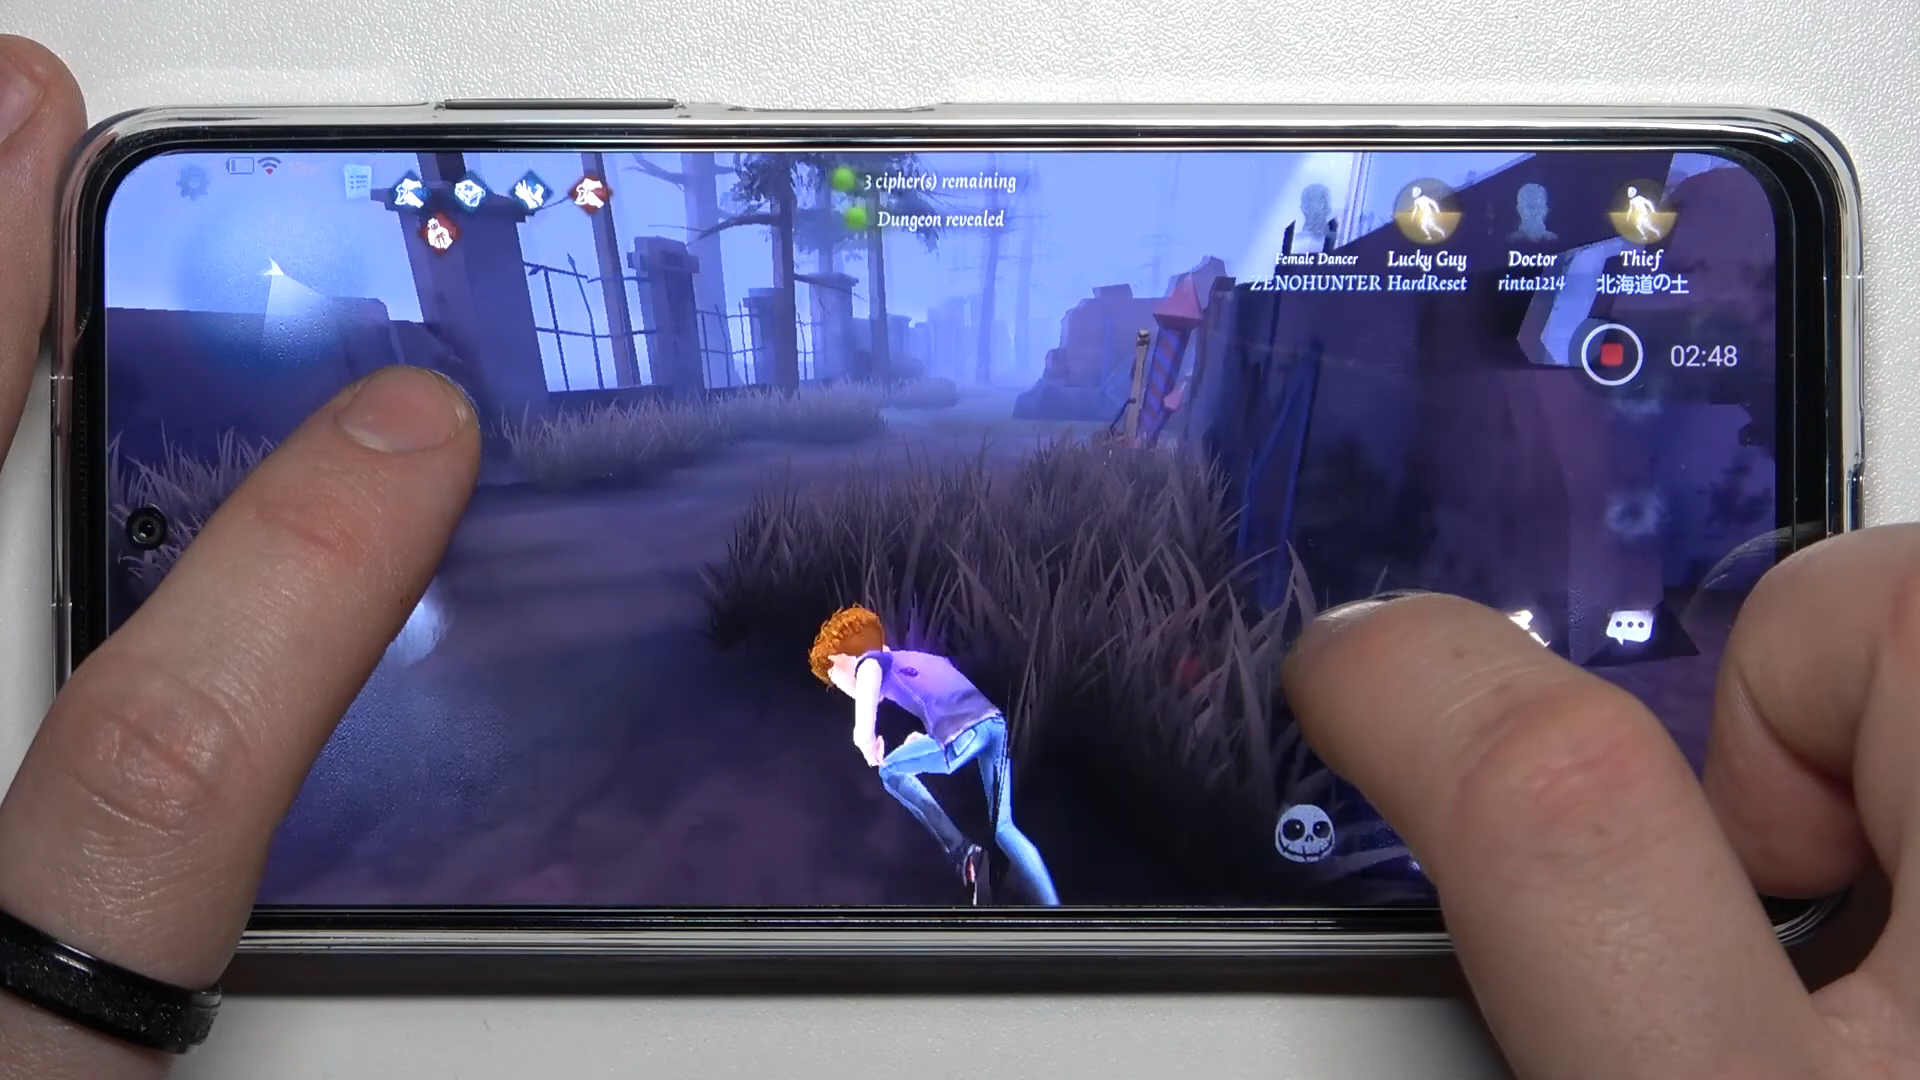 3 cipher(s) remaining
Dungeon revealed
Female Dancer
ZENOHUNTER
Lucky Guy
HardReset
Doctor
rinta1214
Thief
北海道の土
02:48